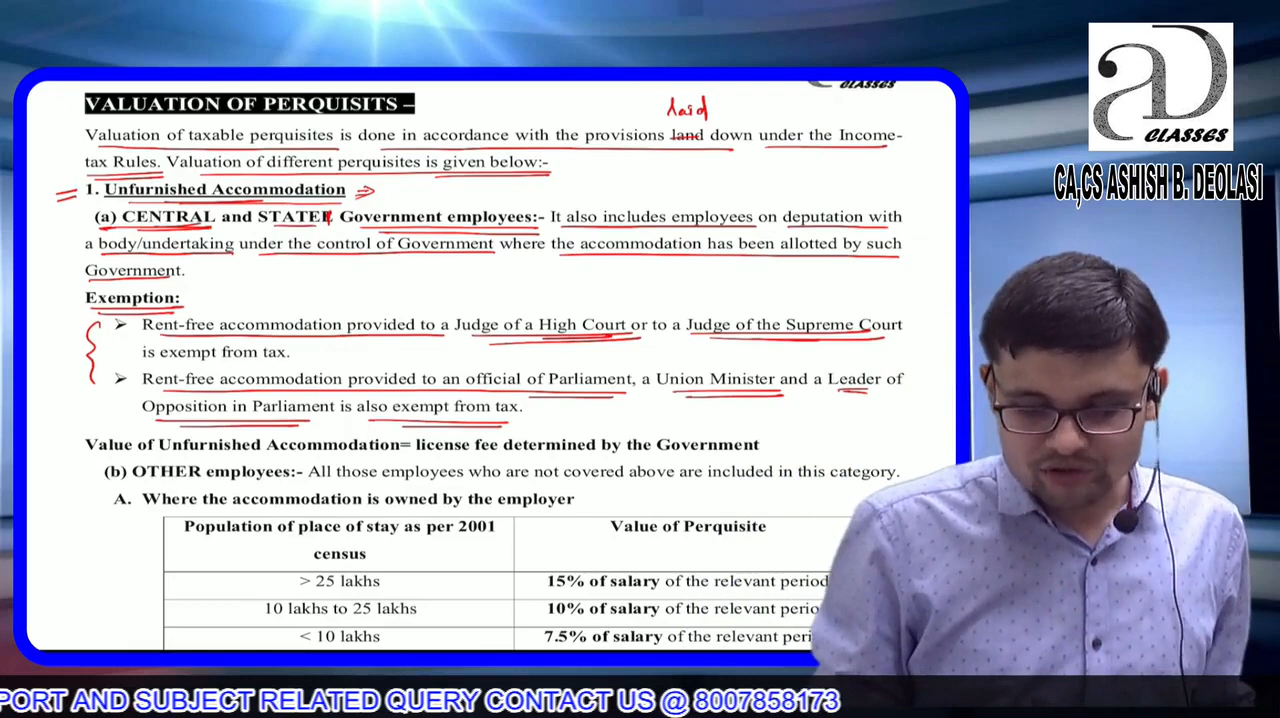 CLASSES
VALUATION OF PERQUISITS –
laid
Valuation of taxable perquisites is done in accordance with the provisions land down under the Income-
tax Rules. Valuation of different perquisites is given below:-
1. Unfurnished Accommodation
(a) CENTRAL and STATE Government employees:- It also includes employees on deputation with
a body/undertaking under the control of Government where the accommodation has been allotted by such
Government.
Exemption:
➢ Rent-free accommodation provided to a Judge of a High Court or to a Judge of the Supreme Court
is exempt from tax.
➢ Rent-free accommodation provided to an official of Parliament, a Union Minister and a Leader of
Opposition in Parliament is also exempt from tax.
Value of Unfurnished Accommodation= license fee determined by the Government
(b) OTHER employees:- All those employees who are not covered above are included in this category.
A. Where the accommodation is owned by the employer
Population of place of stay as per 2001 Value of Perquisite
census
> 25 lakhs 15% of salary of the relevant period
10 lakhs to 25 lakhs 10% of salary of the relevant perio
< 10 lakhs 7.5% of salary of the relevant peri
aD
CLASSES
CA,CS ASHISH B. DEOLASI
PORT AND SUBJECT RELATED QUERY CONTACT US @ 8007858173